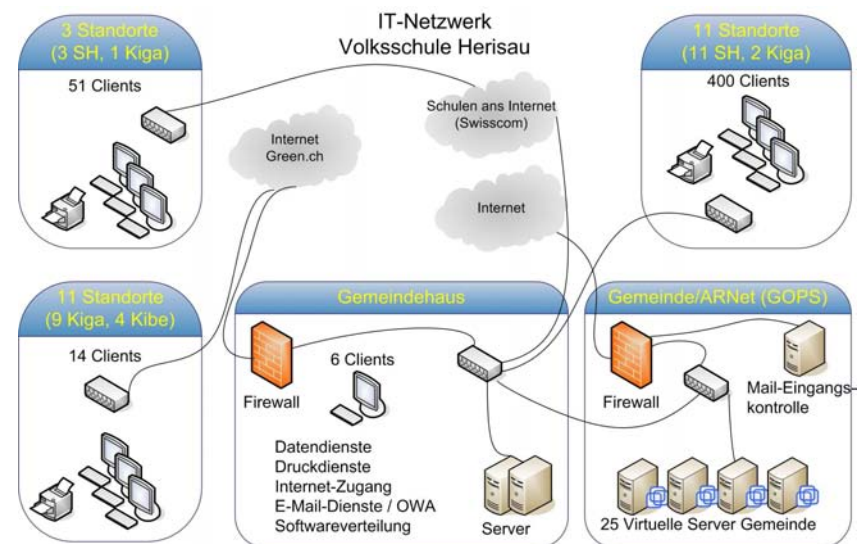 IT-Netzwerk
Volksschule Herisau
3 Standorte
(3 SH, 1 Kiga)
51 Clients
Internet
Green.ch
Schulen ans Internet
(Swisscom)
Internet
11 Standorte
(11 SH, 2 Kiga)
400 Clients
11 Standorte
(9 Kiga, 4 Kibe)
14 Clients
Gemeindehaus
Firewall
6 Clients
Datendienste
Druckdienste
Internet-Zugang
E-Mail-Dienste / OWA
Softwareverteilung
Server
Gemeinde/ARNet (GOPS)
Firewall
Mail-Eingangs-
kontrolle
25 Virtuelle Server Gemeinde